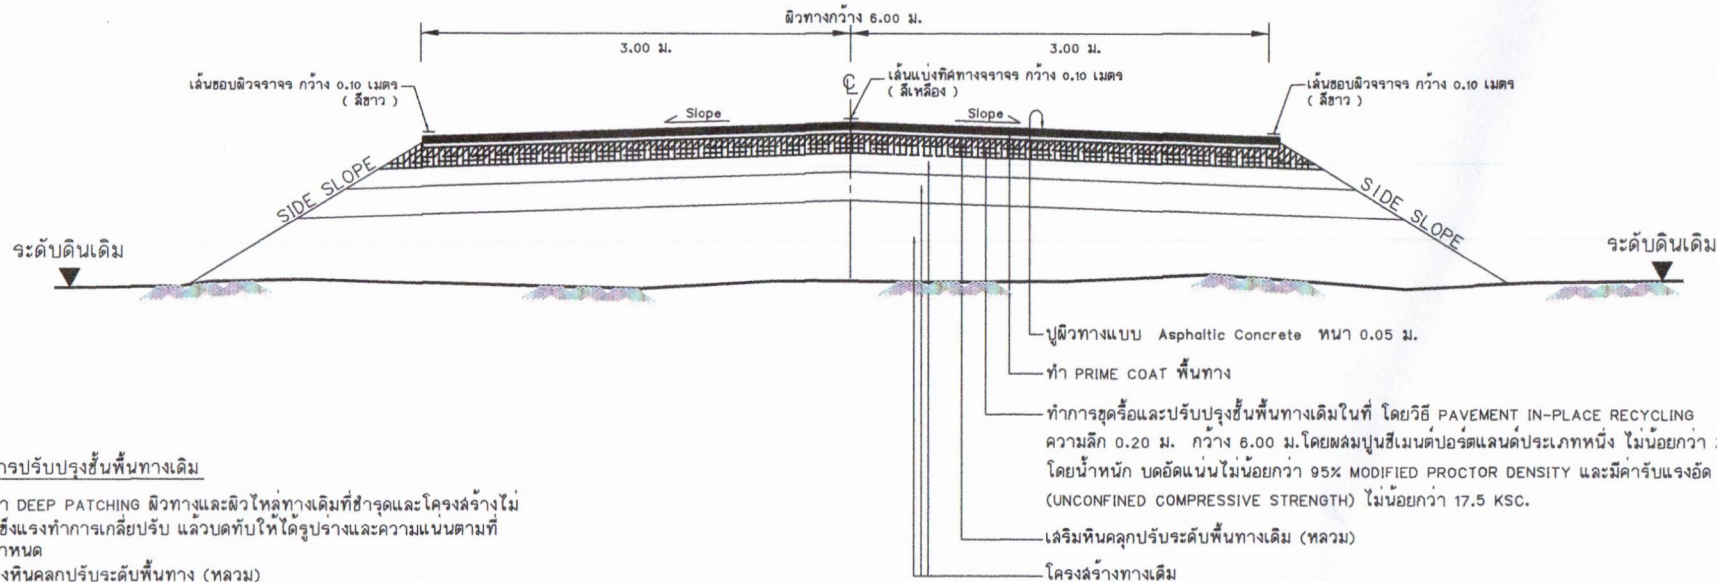 ผิวทางกว้าง 6.00 ม.
3.00 ม.
3.00 ม.
เส้นขอบผิวจราจร กว้าง 0.10 เมตร
( สีขาว )
℄
เส้นแบ่งทิศทางจราจร กว้าง 0.10 เมตร
( สีเหลือง )
เส้นขอบผิวจราจร กว้าง 0.10 เมตร
( สีขาว )
Slope
Slope
SIDE SLOPE
SIDE SLOPE
ระดับดินเดิม
ระดับดินเดิม
ปูผิวทางแบบ Asphaltic Concrete หนา 0.05 ม.
ทำ PRIME COAT พื้นทาง
ทำการขุดรื้อและปรับปรุงชั้นพื้นทางเดิมในที่ โดยวิธี PAVEMENT IN-PLACE RECYCLING
ความลึก 0.20 ม. กว้าง 6.00 ม.โดยผสมปูนซีเมนต์ปอร์ตแลนด์ประเภทหนึ่ง ไม่น้อยกว่า
โดยน้ำหนัก บดอัดแน่นไม่น้อยกว่า 95% MODIFIED PROCTOR DENSITY และมีค่ารับแรงอัด
(UNCONFINED COMPRESSIVE STRENGTH) ไม่น้อยกว่า 17.5 KSC.
เสริมหินคลุกปรับระดับพื้นทางเดิม (หลวม)
โครงสร้างทางเดิม
การปรับปรุงชั้นพื้นทางเดิม
DEEP PATCHING ผิวทางและผิวไหล่ทางเดิมที่ชำรุดและโครงสร้างไม่
แข็งแรงทำการเกลี่ยปรับ แล้วบดทับให้ได้รูปร่างและความแน่นตามที่
กำหนด
หินคลุกปรับระดับพื้นทาง (หลวม)